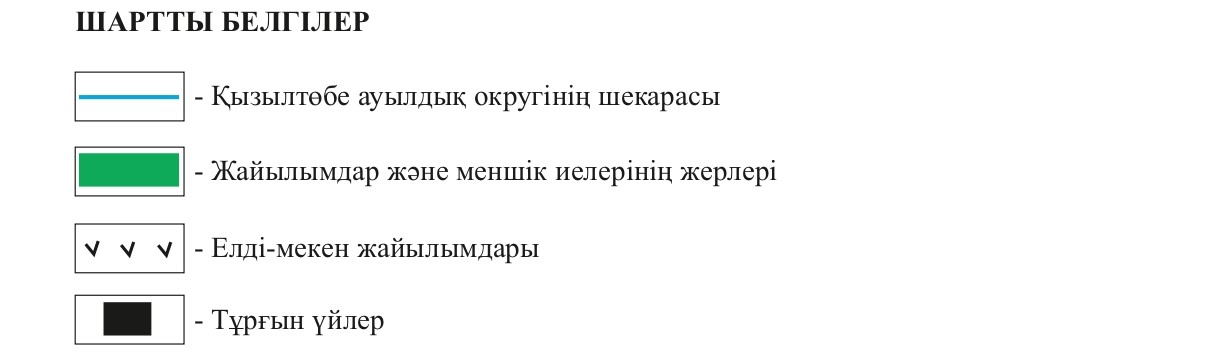 ШАРТТЫ БЕЛГІЛЕР
- Қызылтөбе ауылдық округінің шекарасы
- Жайылымдар және меншік иелерінің жерлері
- Елді-мекен жайылымдары
- Тұрғын үйлер